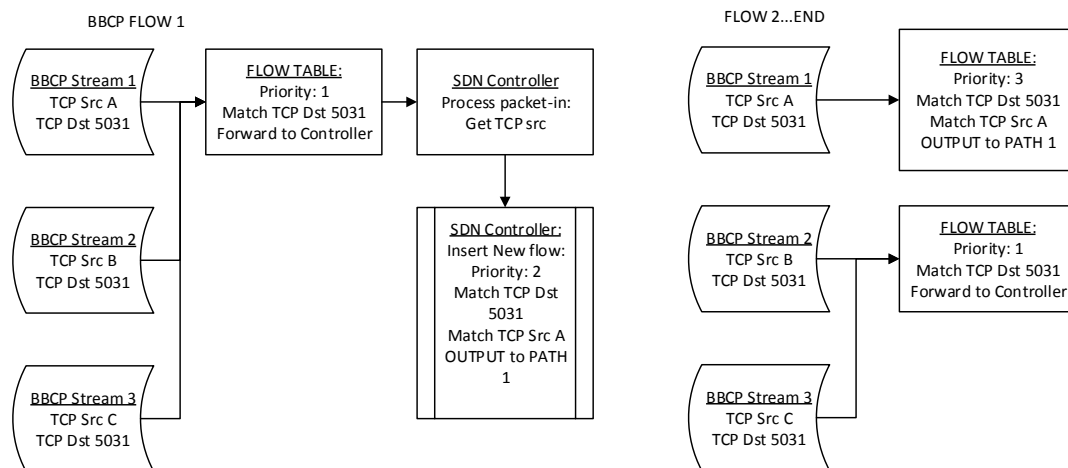 BBCP FLOW 1
BBCP Stream 1
TCP Src A
TCP Dst 5031
FLOW TABLE:
Priority: 1
Match TCP Dst 5031
Forward to Controller
SDN Controller
Process packet-in:
Get TCP src
BBCP Stream 2
TCP Src B
TCP Dst 5031
SDN Controller:
Insert New flow:
Priority: 2
Match TCP Dst
5031
Match TCP Src A
OUTPUT to PATH
1
BBCP Stream 3
TCP Src C
TCP Dst 5031
FLOW 2...END
BBCP Stream 1
TCP Src A
TCP Dst 5031
FLOW TABLE:
Priority: 3
Match TCP Dst 5031
Match TCP Src A
OUTPUT to PATH 1
BBCP Stream 2
TCP Src B
TCP Dst 5031
FLOW TABLE:
Priority: 1
Match TCP Dst 5031
Forward to Controller
BBCP Stream 3
TCP Src C
TCP Dst 5031